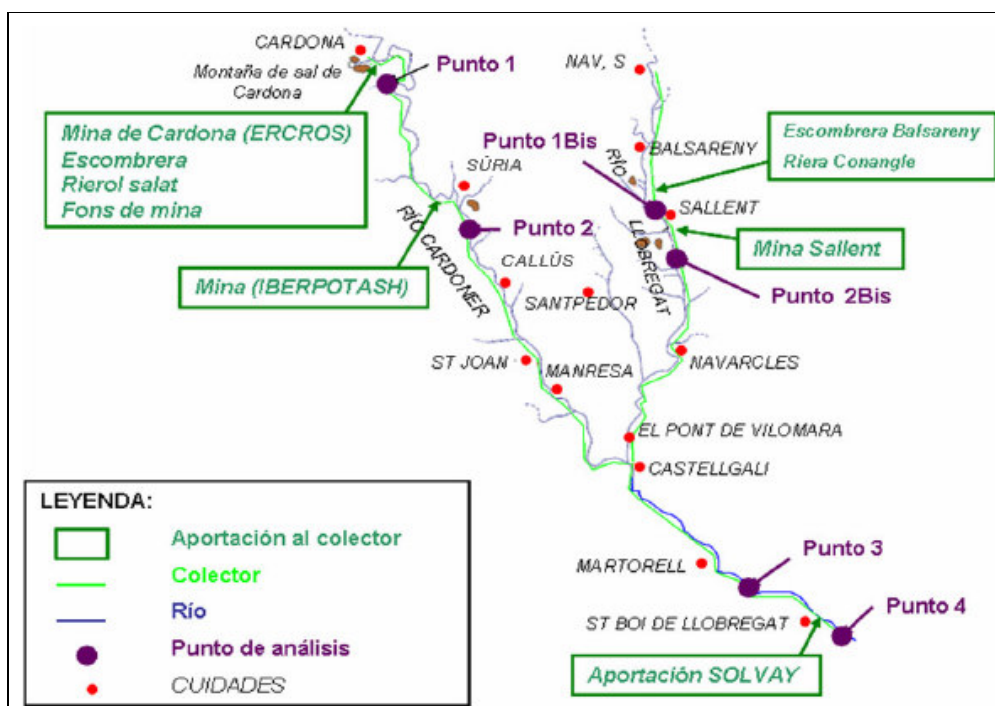 CARDONA
Montaña de sal de
Cardona
Punto 1
NAV, S
Mina de Cardona (ERCROS)
Escombrera
Rierol salat
Fons de mina
Punto 1Bis
BALSARENY
Escombrera Balsareny
Riera Conangle
SÚRIA
RÍO
LLOBREGAT
SALLENT
Mina Sallent
RÍO CARDONER
Punto 2
Mina (IBERPOTASH)
CALLÚS
SANTPEDOR
Punto 2Bis
ST JOAN
MANRESA
NAVARCLES
EL PONT DE VILOMARA
CASTELLGALI
LEYENDA:
Aportación al colector
Colector
Río
Punto de análisis
CUIDADES
MARTORELL
Punto 3
ST BOI DE LLOBREGAT
Punto 4
Aportación SOLVAY